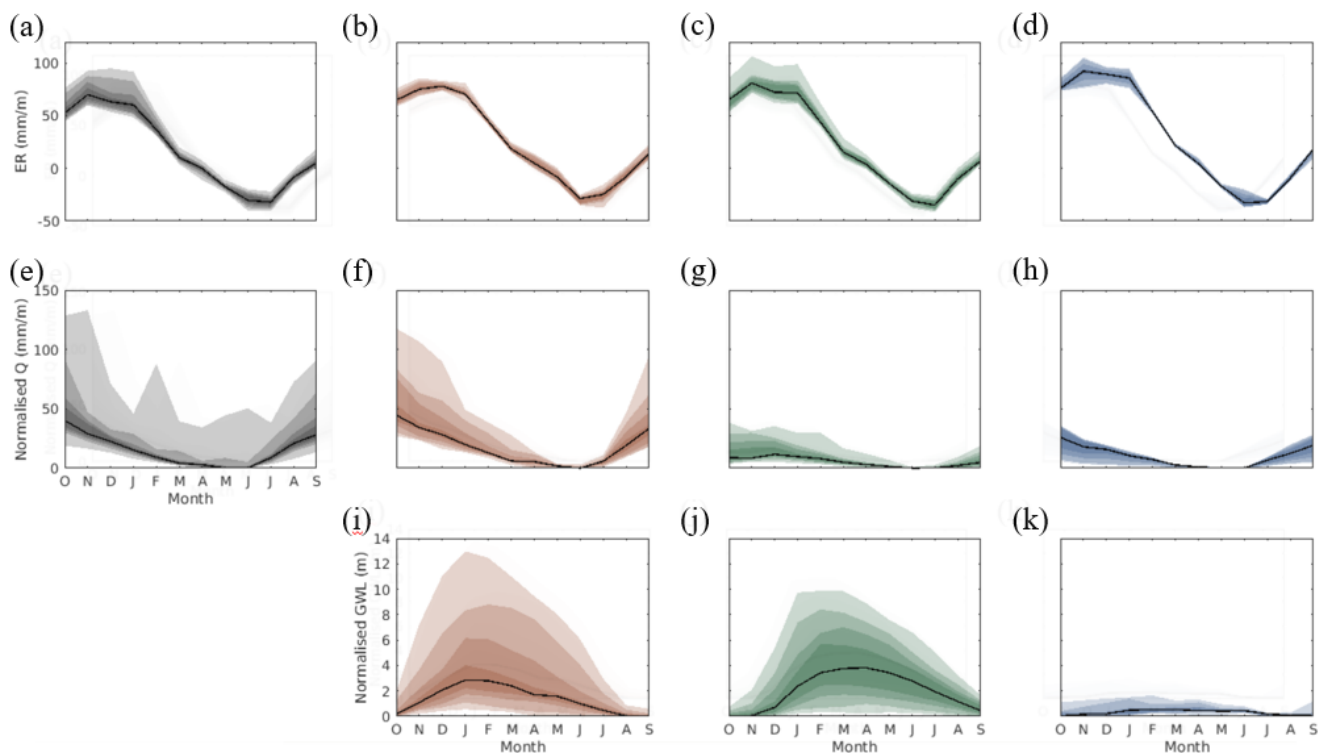 (a) (b) (c) (d)
100
50
0
-50
ER (mm/m)
(e) (f) (g) (h)
150
100
50
0
Normalised Q (mm/m)
O N D J F M A M J J A S
Month
(i) (j) (k)
14
12
10
8
6
4
2
0
Normalised GWL (m)
O N D J F M A M J J A S O N D J F M A M J J A S O N D J F M A M J J A S
Month Month Month